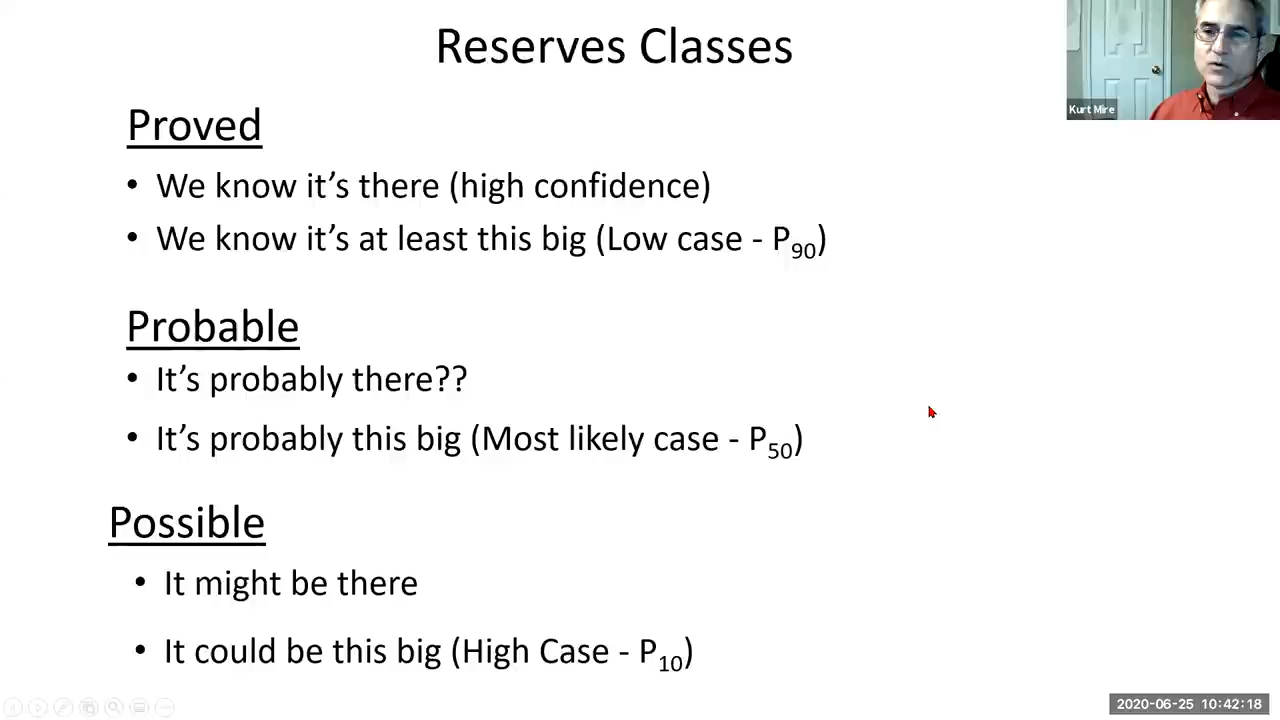 Reserves Classes
Kurt Mire
Proved
• We know it’s there (high confidence)
• We know it’s at least this big (Low case - P90)
Probable
• It’s probably there??
• It’s probably this big (Most likely case - P50)
Possible
• It might be there
• It could be this big (High Case - P10)
2020-06-25 10:42:18